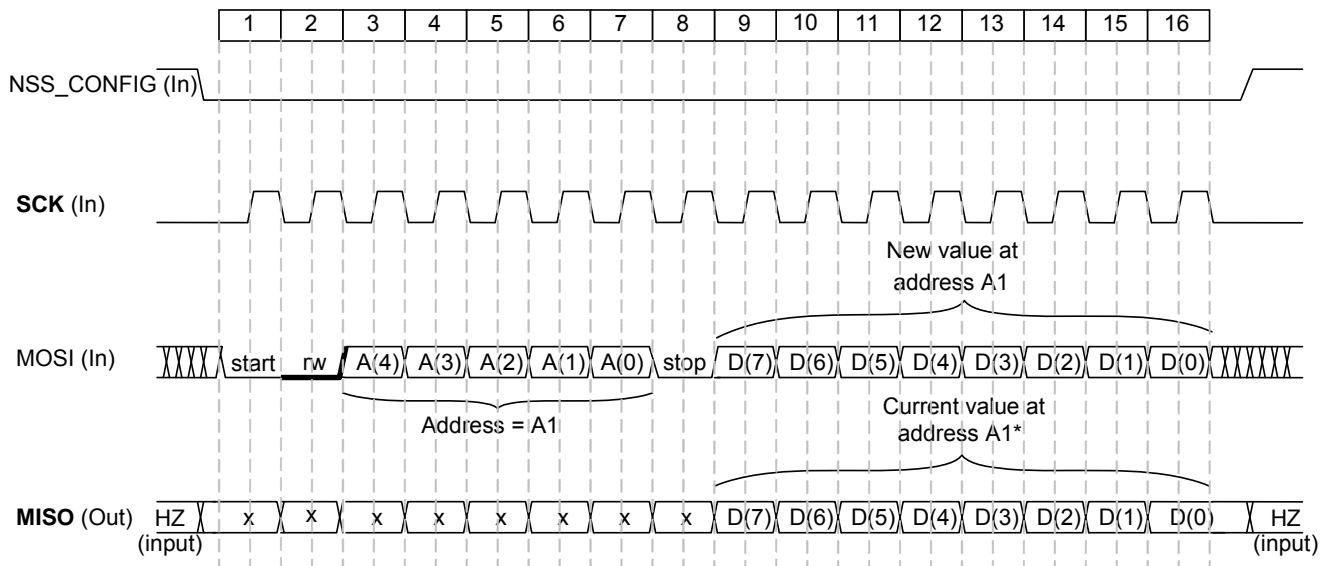 1 2 3 4 5 6 7 8 9 10 11 12 13 14 15 16
NSS_CONFIG (In)
SCK (In)
New value at
address A1
MOSI (In) start rw A(4) A(3) A(2) A(1) A(0) stop D(7) D(6) D(5) D(4) D(3) D(2) D(1) D(0)
Address = A1
Current value at
address A1*
MISO (Out) HZ x x x x x x x x D(7) D(6) D(5) D(4) D(3) D(2) D(1) D(0) HZ
(input) (input)